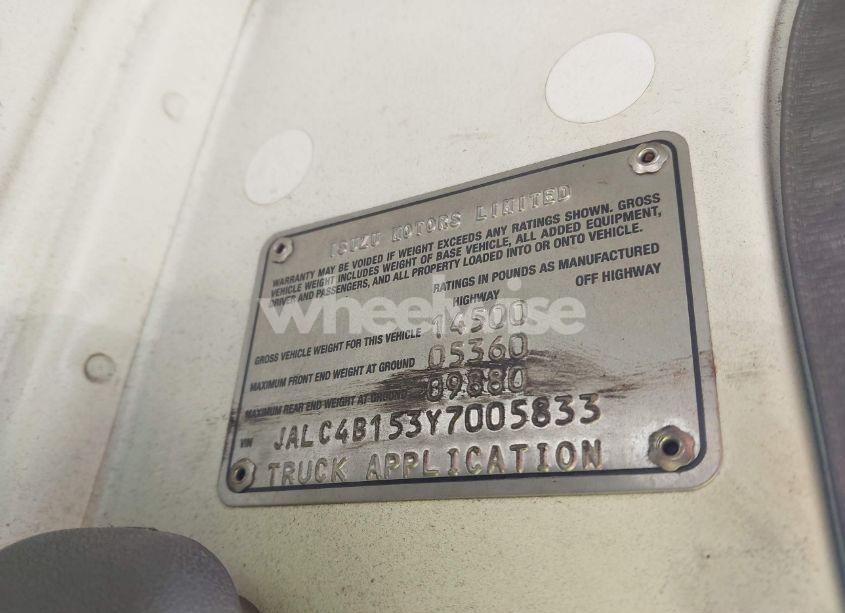 ISUZU MOTORS LIMITED
WARRANTY MAY BE VOIDED IF WEIGHT EXCEEDS ANY RATINGS SHOWN. GROSS
VEHICLE WEIGHT INCLUDES WEIGHT OF BASE VEHICLE, ALL ADDED EQUIPMENT,
DRIVER AND PASSENGERS, AND ALL PROPERTY LOADED INTO OR ONTO VEHICLE.
RATINGS IN POUNDS AS MANUFACTURED
HIGHWAY OFF HIGHWAY
GROSS VEHICLE WEIGHT FOR THIS VEHICLE 14500
MAXIMUM FRONT END WEIGHT AT GROUND 05360
MAXIMUM REAR END WEIGHT AT GROUND 09880
VIN JALC4B153Y7005833
TRUCK APPLICATION